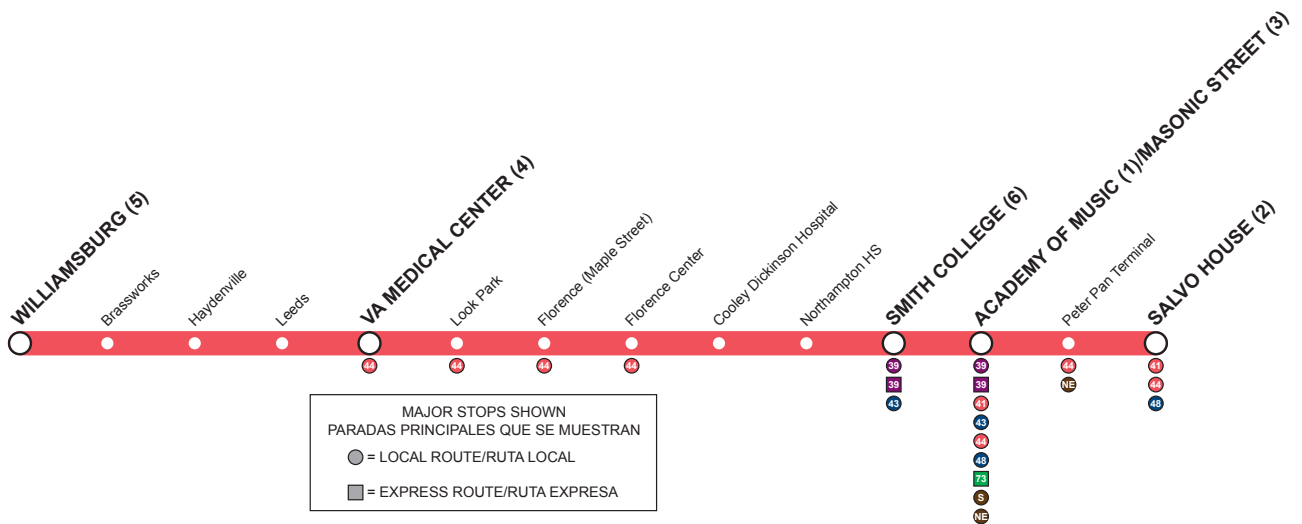 WILLIAMSBURG (5)
Brassworks
Haydenville
Leeds
VA MEDICAL CENTER (4)
Look Park
Florence (Maple Street)
Florence Center
Cooley Dickinson Hospital
Northampton HS
SMITH COLLEGE (6)
ACADEMY OF MUSIC (1)/MASONIC STREET (3)
Peter Pan Terminal
SALVO HOUSE (2)
44
44
44
44
39
39
43
39
39
41
43
44
48
73
S
NE
44
NE
41
44
48
MAJOR STOPS SHOWN
PARADAS PRINCIPALES QUE SE MUESTRAN
= LOCAL ROUTE/RUTA LOCAL
= EXPRESS ROUTE/RUTA EXPRESA